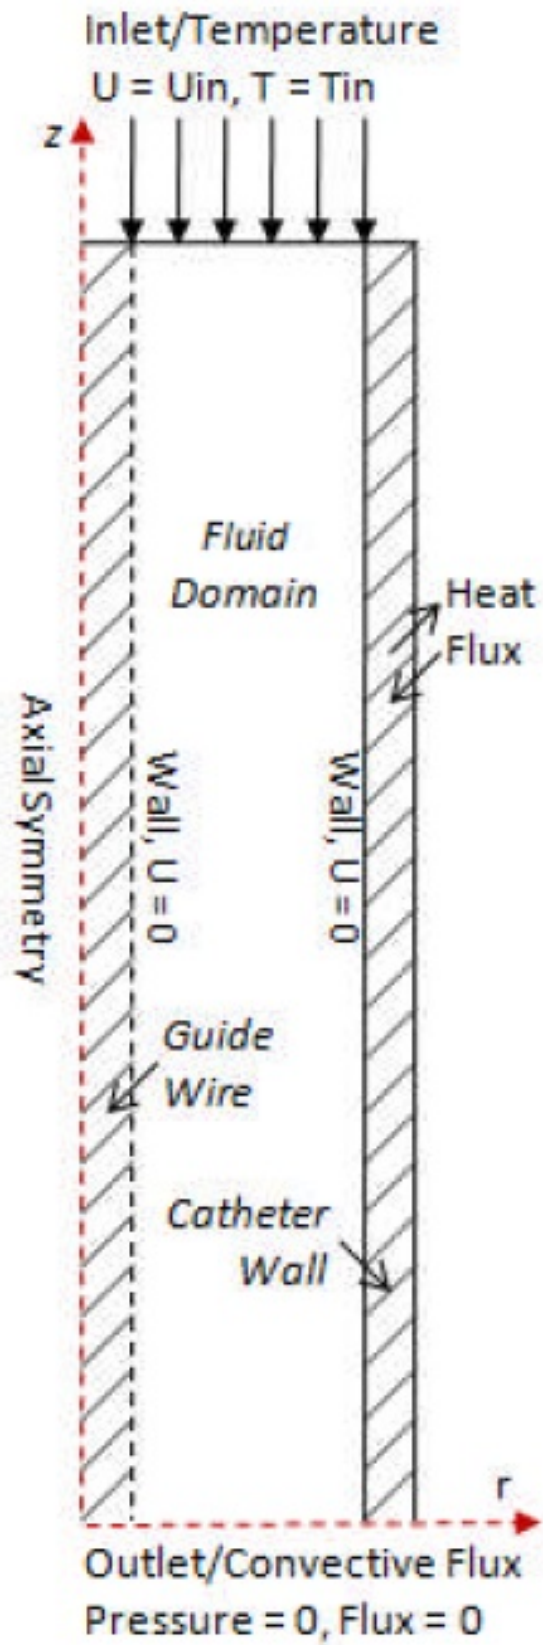 Inlet/Temperature
U = Uin, T = Tin
z
Fluid
Domain
Heat
Flux
Axial Symmetry
Wall, U = 0
Wall, U = 0
Guide
Wire
Catheter
Wall
r
Outlet/Convective Flux
Pressure = 0, Flux = 0